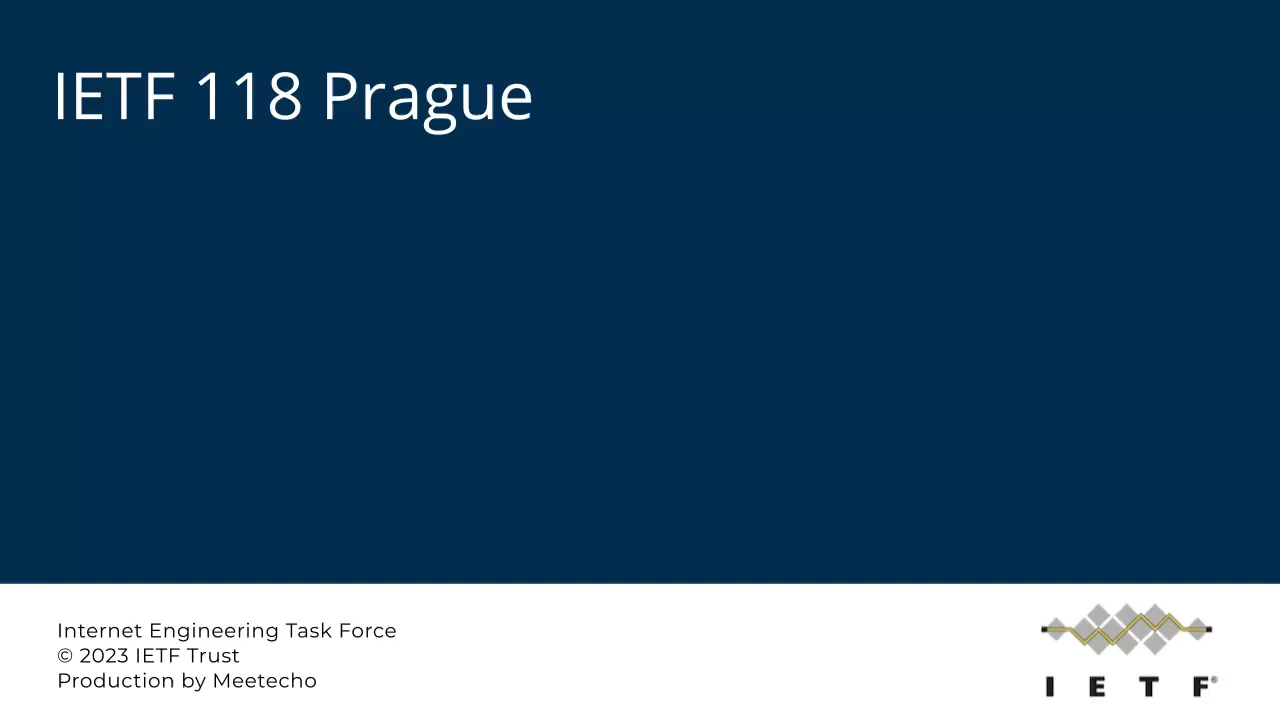 IETF 118 Prague
Internet Engineering Task Force
© 2023 IETF Trust
Production by Meetecho
I E T F®